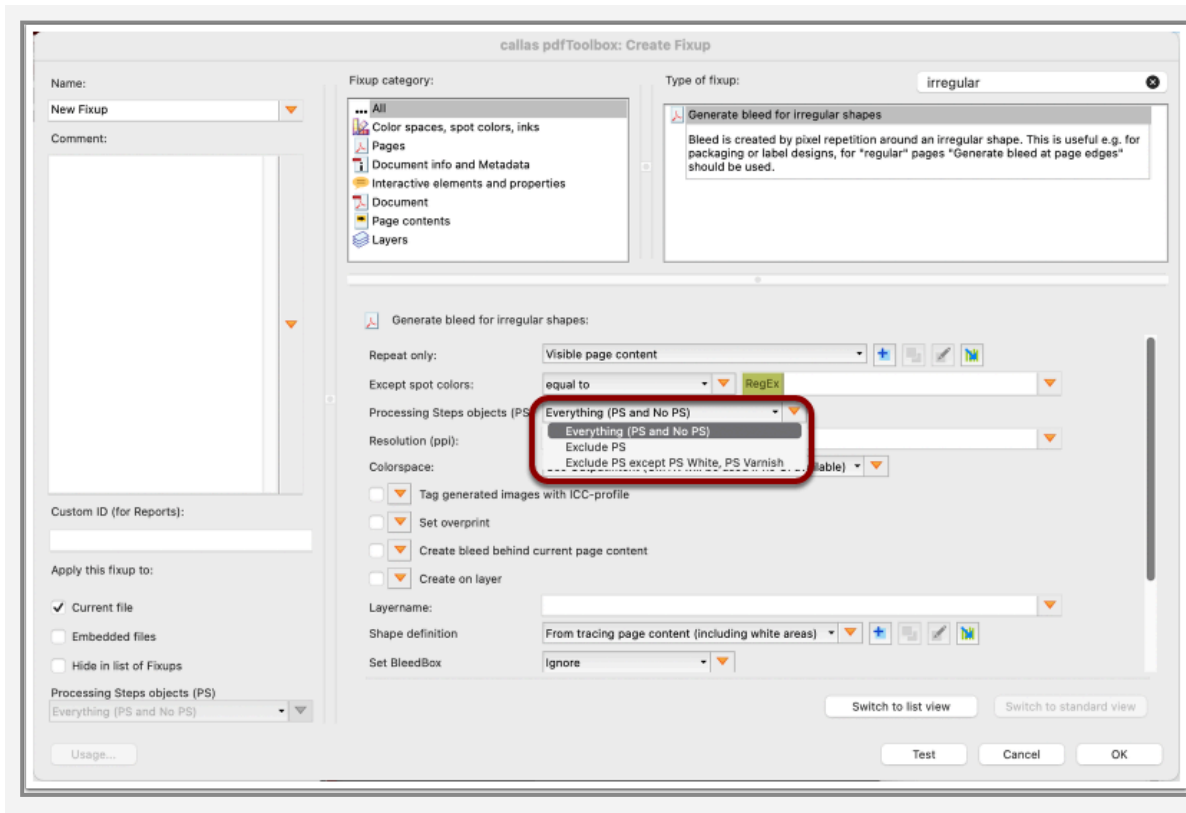 callas pdfToolbox: Create Fixup
Name:
New Fixup
Comment:
Custom ID (for Reports):
Apply this fixup to:
Current file
Embedded files
Hide in list of Fixups
Processing Steps objects (PS)
Everything (PS and No PS)
Usage...
Fixup category:
... All
Color spaces, spot colors, inks
Pages
Document info and Metadata
Interactive elements and properties
Document
Page contents
Layers
Type of fixup:
irregular
Generate bleed for irregular shapes
Bleed is created by pixel repetition around an irregular shape. This is useful e.g. for
packaging or label designs, for "regular" pages "Generate bleed at page edges"
should be used.
Generate bleed for irregular shapes:
Repeat only: Visible page content
Except spot colors: equal to RegEx
Processing Steps objects (PS Everything (PS and No PS)
Everything (PS and No PS)
Exclude PS
Exclude PS except PS White, PS Varnish
Resolution (ppi):
Colorspace:
Tag generated images with ICC-profile
Set overprint
Create bleed behind current page content
Create on layer
Layername:
Shape definition From tracing page content (including white areas)
Set BleedBox Ignore
Switch to list view Switch to standard view
Test Cancel OK